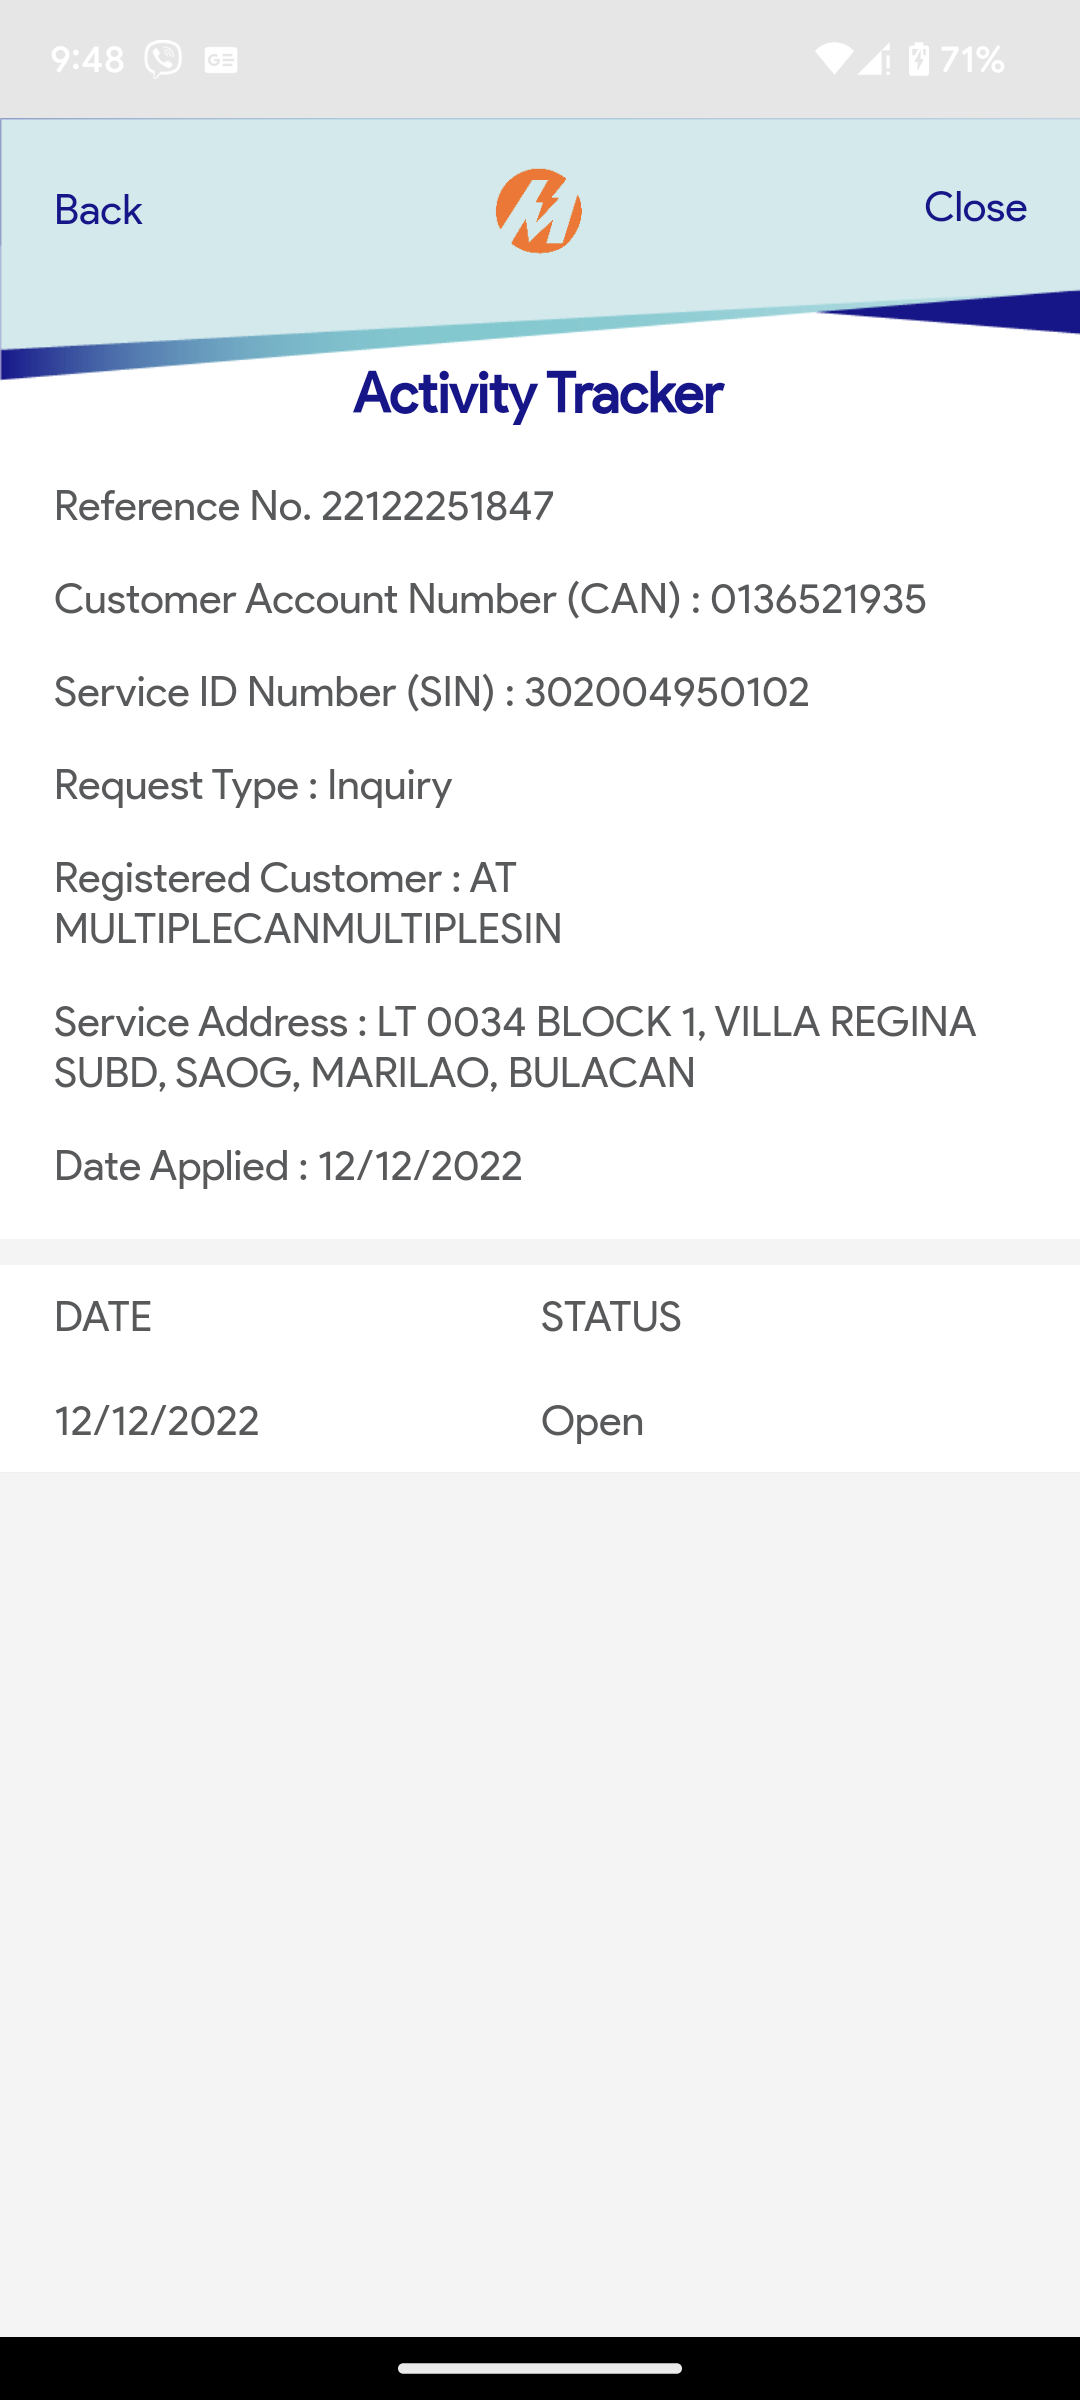 9:48
71%
Back
Close
Activity Tracker
Reference No. 22122251847
Customer Account Number (CAN) : 0136521935
Service ID Number (SIN) : 302004950102
Request Type : Inquiry
Registered Customer : AT
MULTIPLECANMULTIPLESIN
Service Address : LT 0034 BLOCK 1, VILLA REGINA
SUBD, SAOG, MARILAO, BULACAN
Date Applied : 12/12/2022
DATE STATUS
12/12/2022 Open